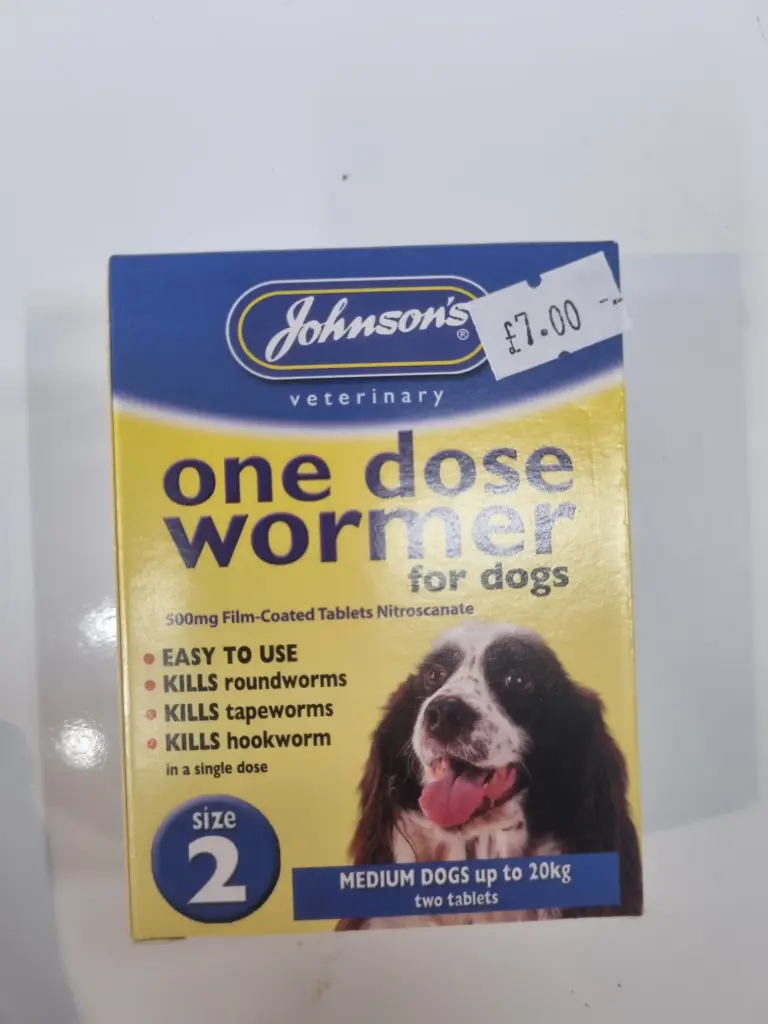 Johnson's®
£7.00
veterinary
one dose
wormer
for dogs
500mg Film-Coated Tablets Nitroscanate
• EASY TO USE
• KILLS roundworms
• KILLS tapeworms
• KILLS hookworm
in a single dose
size
2
MEDIUM DOGS up to 20kg
two tablets